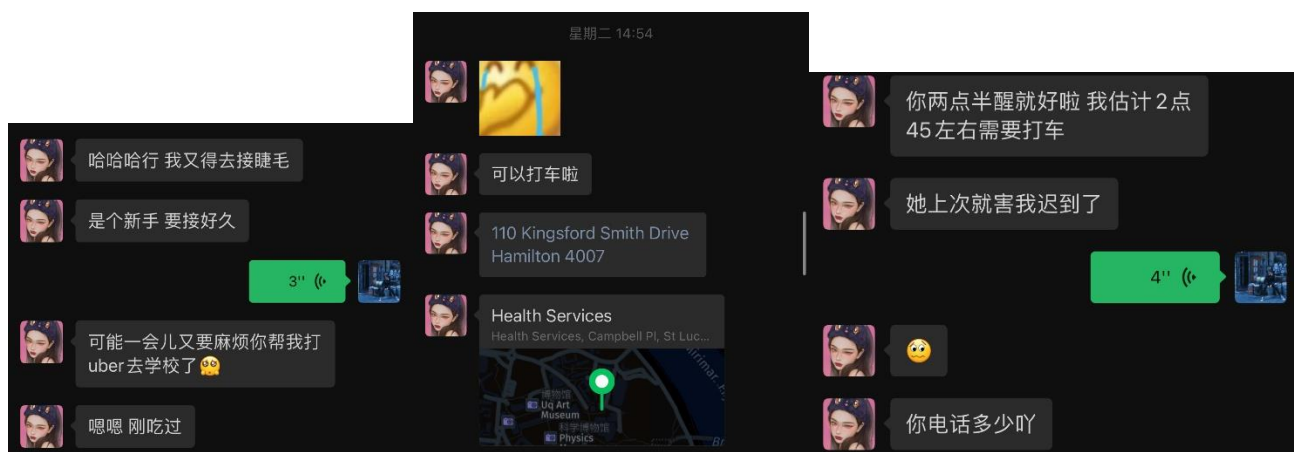 哈哈哈行 我又得去接睫毛
是个新手 要接好久
3''
可能一会儿又要麻烦你帮我打
uber去学校了
嗯嗯 刚吃过
星期二 14:54
可以打车啦
110 Kingsford Smith Drive
Hamilton 4007
Health Services
Health Services, Campbell Pl, St Luc...
博物馆
Uq Art
Museum
科学博物馆
Physics
你两点半醒就好啦 我估计2点
45左右需要打车
她上次就害我迟到了
4''
你电话多少吖